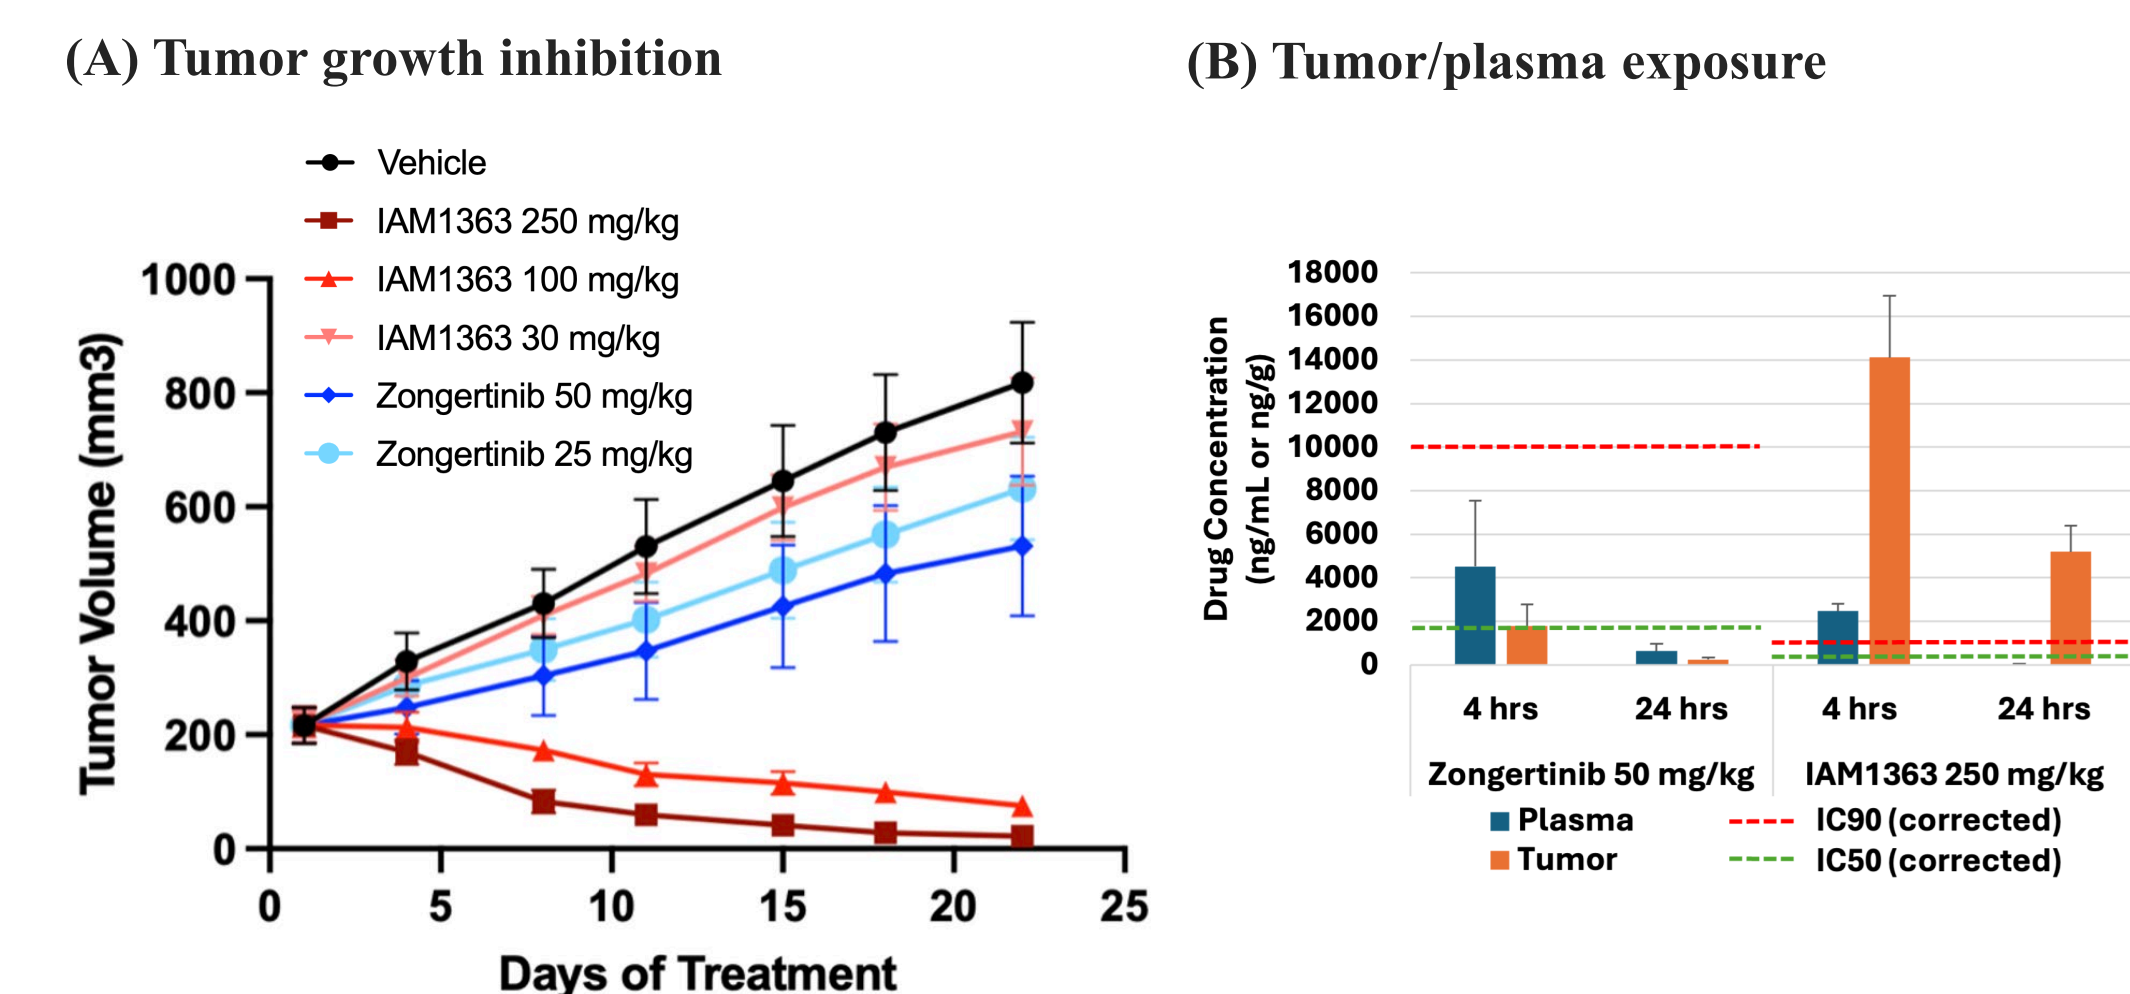 (A) Tumor growth inhibition
Vehicle
IAM1363 250 mg/kg
IAM1363 100 mg/kg
IAM1363 30 mg/kg
Zongertinib 50 mg/kg
Zongertinib 25 mg/kg
Tumor Volume (mm3)
1000
800
600
400
200
0
0 5 10 15 20 25
Days of Treatment
(B) Tumor/plasma exposure
Drug Concentration
(ng/mL or ng/g)
18000
16000
14000
12000
10000
8000
6000
4000
2000
0
4 hrs 24 hrs 4 hrs 24 hrs
Zongertinib 50 mg/kg IAM1363 250 mg/kg
Plasma IC90 (corrected)
Tumor IC50 (corrected)